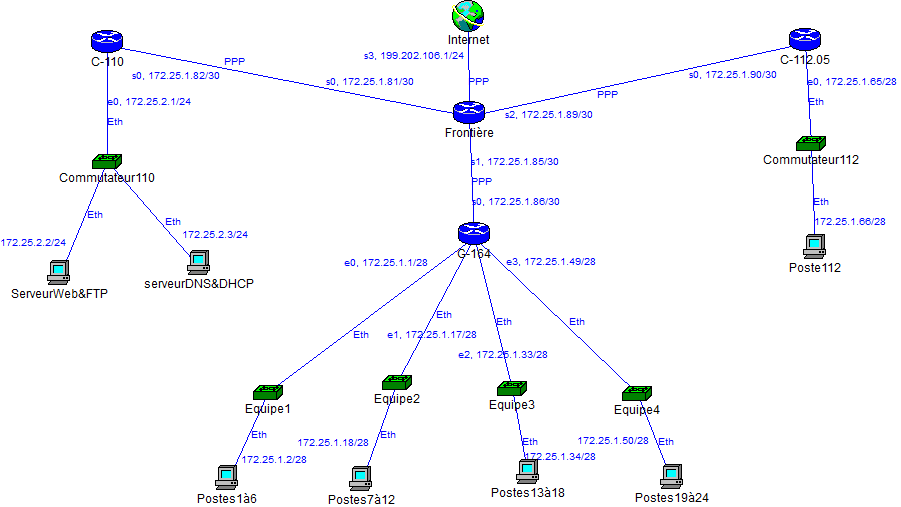 Internet
s3, 199.202.106.1/24
PPP
C-110
PPP
s0, 172.25.1.82/30
s0, 172.25.1.81/30
e0, 172.25.2.1/24
Eth
Commutateur110
Eth
Eth
172.25.2.2/24
172.25.2.3/24
ServeurWeb&FTP
serveurDNS&DHCP
Frontière
s2, 172.25.1.89/30
PPP
s0, 172.25.1.90/30
C-112.05
e0, 172.25.1.65/28
Eth
Commutateur112
Eth
172.25.1.66/28
Poste112
s1, 172.25.1.85/30
PPP
s0, 172.25.1.86/30
C-164
e0, 172.25.1.1/28
e3, 172.25.1.49/28
Eth
Eth
Eth
Eth
e1, 172.25.1.17/28
e2, 172.25.1.33/28
Equipe1
Equipe2
Equipe3
Equipe4
Eth
172.25.1.2/28
172.25.1.18/28
Eth
Eth
172.25.1.34/28
172.25.1.50/28
Eth
Postes1à6
Postes7à12
Postes13à18
Postes19à24